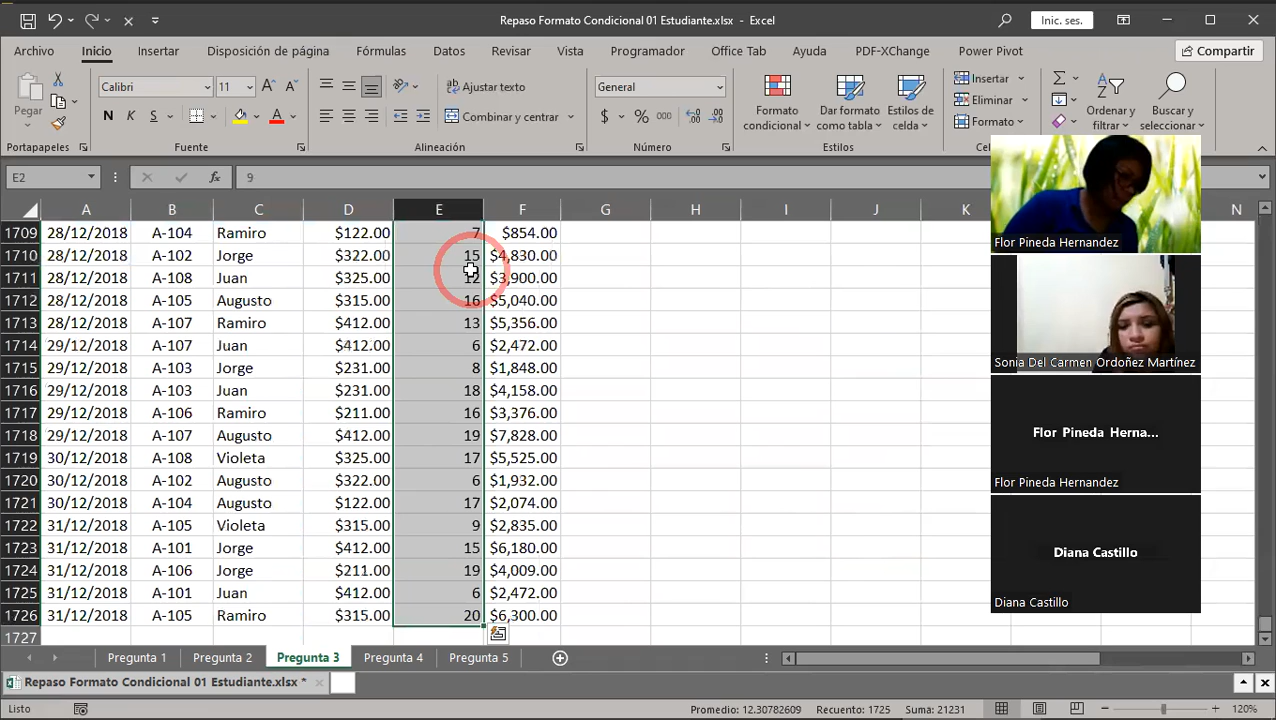 Repaso Formato Condicional 01 Estudiante.xlsx - Excel
Inic. ses.
Archivo Inicio Insertar Disposición de página Fórmulas Datos Revisar Vista Programador Office Tab Ayuda PDF-XChange Power Pivot Compartir
Pegar
Calibri 11
N K S
Ajustar texto
Combinar y centrar
General
$ % 000
Formato condicional
Dar formato como tabla
Estilos de celda
Insertar
Eliminar
Formato
Ordenar y filtrar
Buscar y seleccionar
Portapapeles Fuente Alineación Número Estilos
E2 fx 9
A B C D E F G H I J K N
1709 28/12/2018 A-104 Ramiro $122.00 7 $854.00
1710 28/12/2018 A-102 Jorge $322.00 15 $4,830.00
1711 28/12/2018 A-108 Juan $325.00 12 $3,900.00
1712 28/12/2018 A-105 Augusto $315.00 16 $5,040.00
1713 28/12/2018 A-107 Ramiro $412.00 13 $5,356.00
1714 29/12/2018 A-107 Juan $412.00 6 $2,472.00
1715 29/12/2018 A-103 Jorge $231.00 8 $1,848.00
1716 29/12/2018 A-103 Juan $231.00 18 $4,158.00
1717 29/12/2018 A-106 Ramiro $211.00 16 $3,376.00
1718 29/12/2018 A-107 Augusto $412.00 19 $7,828.00
1719 30/12/2018 A-108 Violeta $325.00 17 $5,525.00
1720 30/12/2018 A-102 Augusto $322.00 6 $1,932.00
1721 30/12/2018 A-104 Augusto $122.00 17 $2,074.00
1722 31/12/2018 A-105 Violeta $315.00 9 $2,835.00
1723 31/12/2018 A-101 Jorge $412.00 15 $6,180.00
1724 31/12/2018 A-106 Jorge $211.00 19 $4,009.00
1725 31/12/2018 A-101 Juan $412.00 6 $2,472.00
1726 31/12/2018 A-105 Ramiro $315.00 20 $6,300.00
1727
Flor Pineda Hernandez
Sonia Del Carmen Ordoñez Martínez
Flor Pineda Herna...
Flor Pineda Hernandez
Diana Castillo
Diana Castillo
Pregunta 1 Pregunta 2 Pregunta 3 Pregunta 4 Pregunta 5
Repaso Formato Condicional 01 Estudiante.xlsx *
Listo Promedio: 12.30782609 Recuento: 1725 Suma: 21231 120%